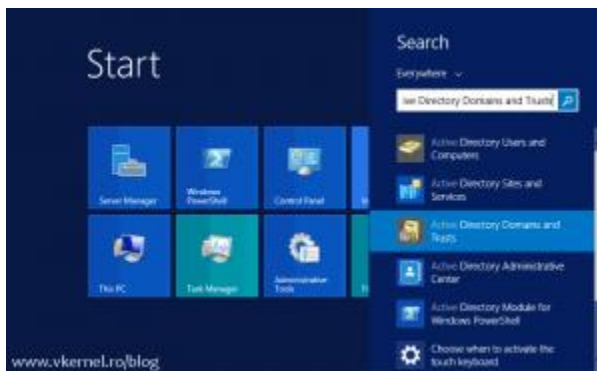 Start
Search
Everywhere
ive Directory Domains and Trusts
Server Manager
Windows
PowerShell
Control Panel
This PC
Task Manager
Administrative
Tools
Active Directory Users and
Computers
Active Directory Sites and
Services
Active Directory Domains and
Trusts
Active Directory Administrative
Center
Active Directory Module for
Windows PowerShell
Choose when to activate the
touch keyboard
www.vkernel.ro/blog